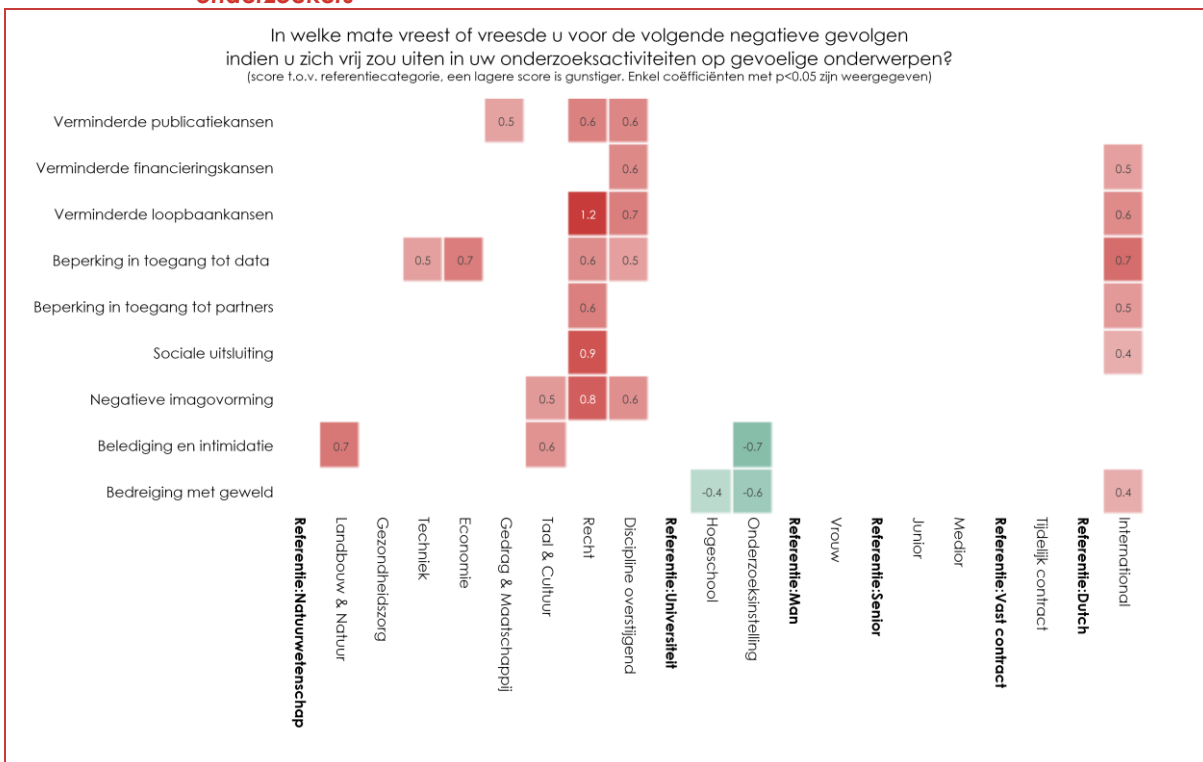 onderzoekers
In welke mate vreest of vreesde u voor de volgende negatieve gevolgen
indien u zich vrij zou uiten in uw onderzoeksactiviteiten op gevoelige onderwerpen?
(score t.o.v. referentiecategorie, een lagere score is gunstiger. Enkel coëfficiënten met p<0.05 zijn weergegeven)
Verminderde publicatiekansen 0.5 0.6 0.6
Verminderde financieringskansen 0.6 0.5
Verminderde loopbaankansen 1.2 0.7 0.6
Beperking in toegang tot data 0.5 0.7 0.6 0.5 0.7
Beperking in toegang tot partners 0.6 0.5
Sociale uitsluiting 0.9 0.4
Negatieve imagovorming 0.5 0.8 0.6
Belediging en intimidatie 0.7 0.6 -0.7
Bedreiging met geweld -0.4 -0.6 0.4
Referentie:Natuurwetenschap
Landbouw & Natuur
Gezondheidszorg
Techniek
Economie
Gedrag & Maatschappij
Taal & Cultuur
Recht
Discipline overstijgend
Referentie:Universiteit
Hogeschool
Onderzoeksinstelling
Referentie:Man
Vrouw
Referentie:Senior
Junior
Medior
Referentie:Vast contract
Tijdelijk contract
Referentie:Dutch
International